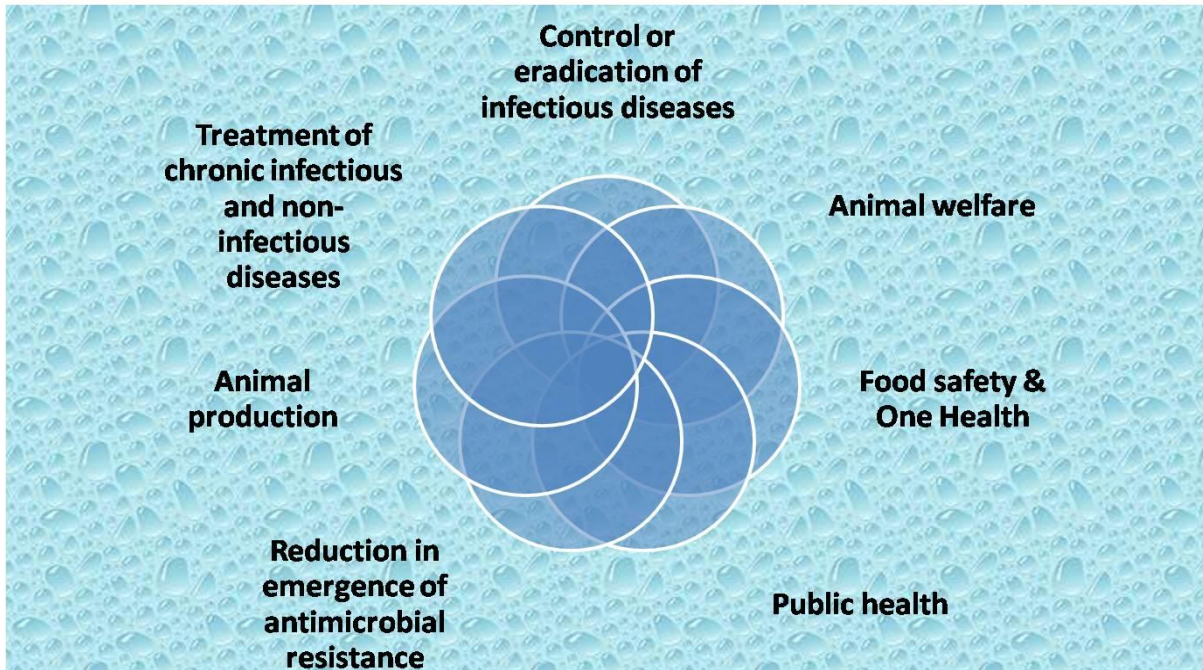 Control or
eradication of
infectious diseases
Animal welfare
Food safety &
One Health
Public health
Reduction in
emergence of
antimicrobial
resistance
Animal
production
Treatment of
chronic infectious
and non-
infectious
diseases